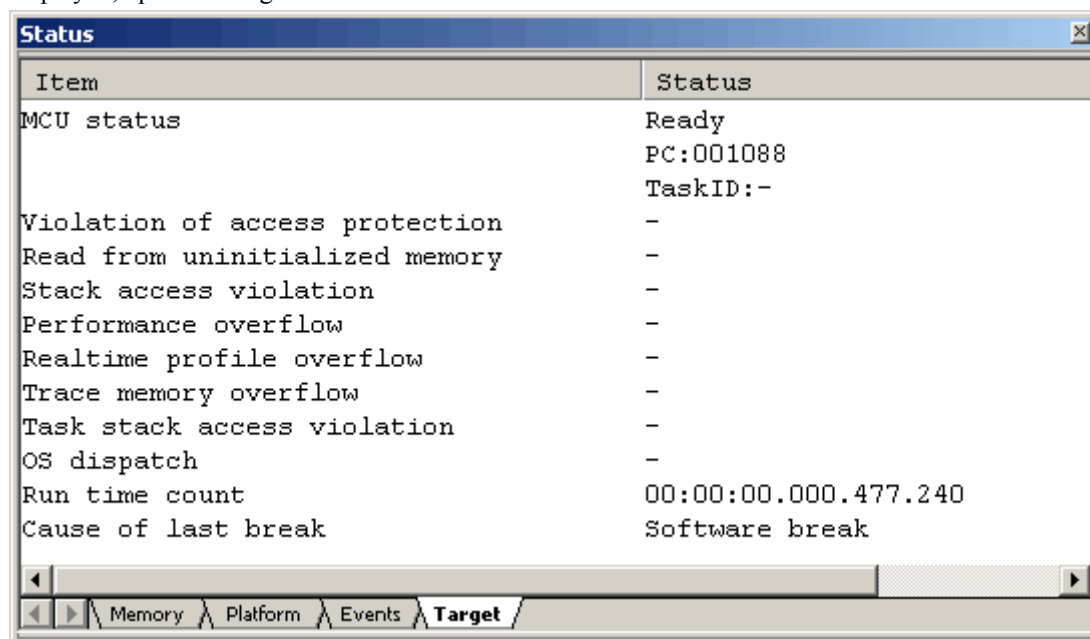 Status
Item Status
MCU status Ready
PC:001088
TaskID:-
Violation of access protection -
Read from uninitialized memory -
Stack access violation -
Performance overflow -
Realtime profile overflow -
Trace memory overflow -
Task stack access violation -
OS dispatch -
Run time count 00:00:00.000.477.240
Cause of last break Software break
Memory Platform Events Target